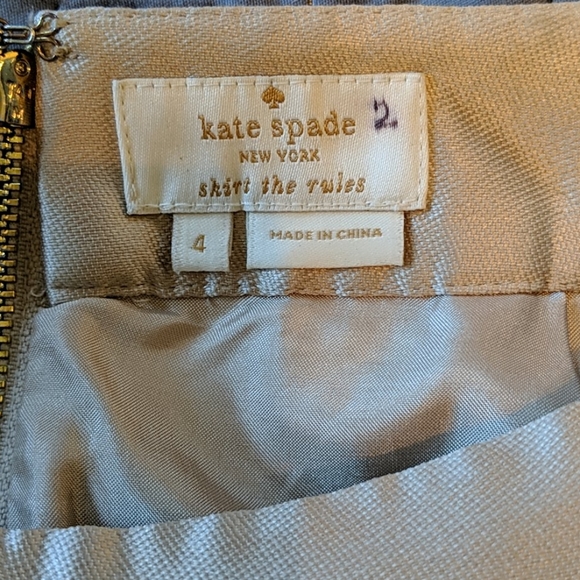 kate spade 2
NEW YORK
skirt the rules
4
MADE IN CHINA